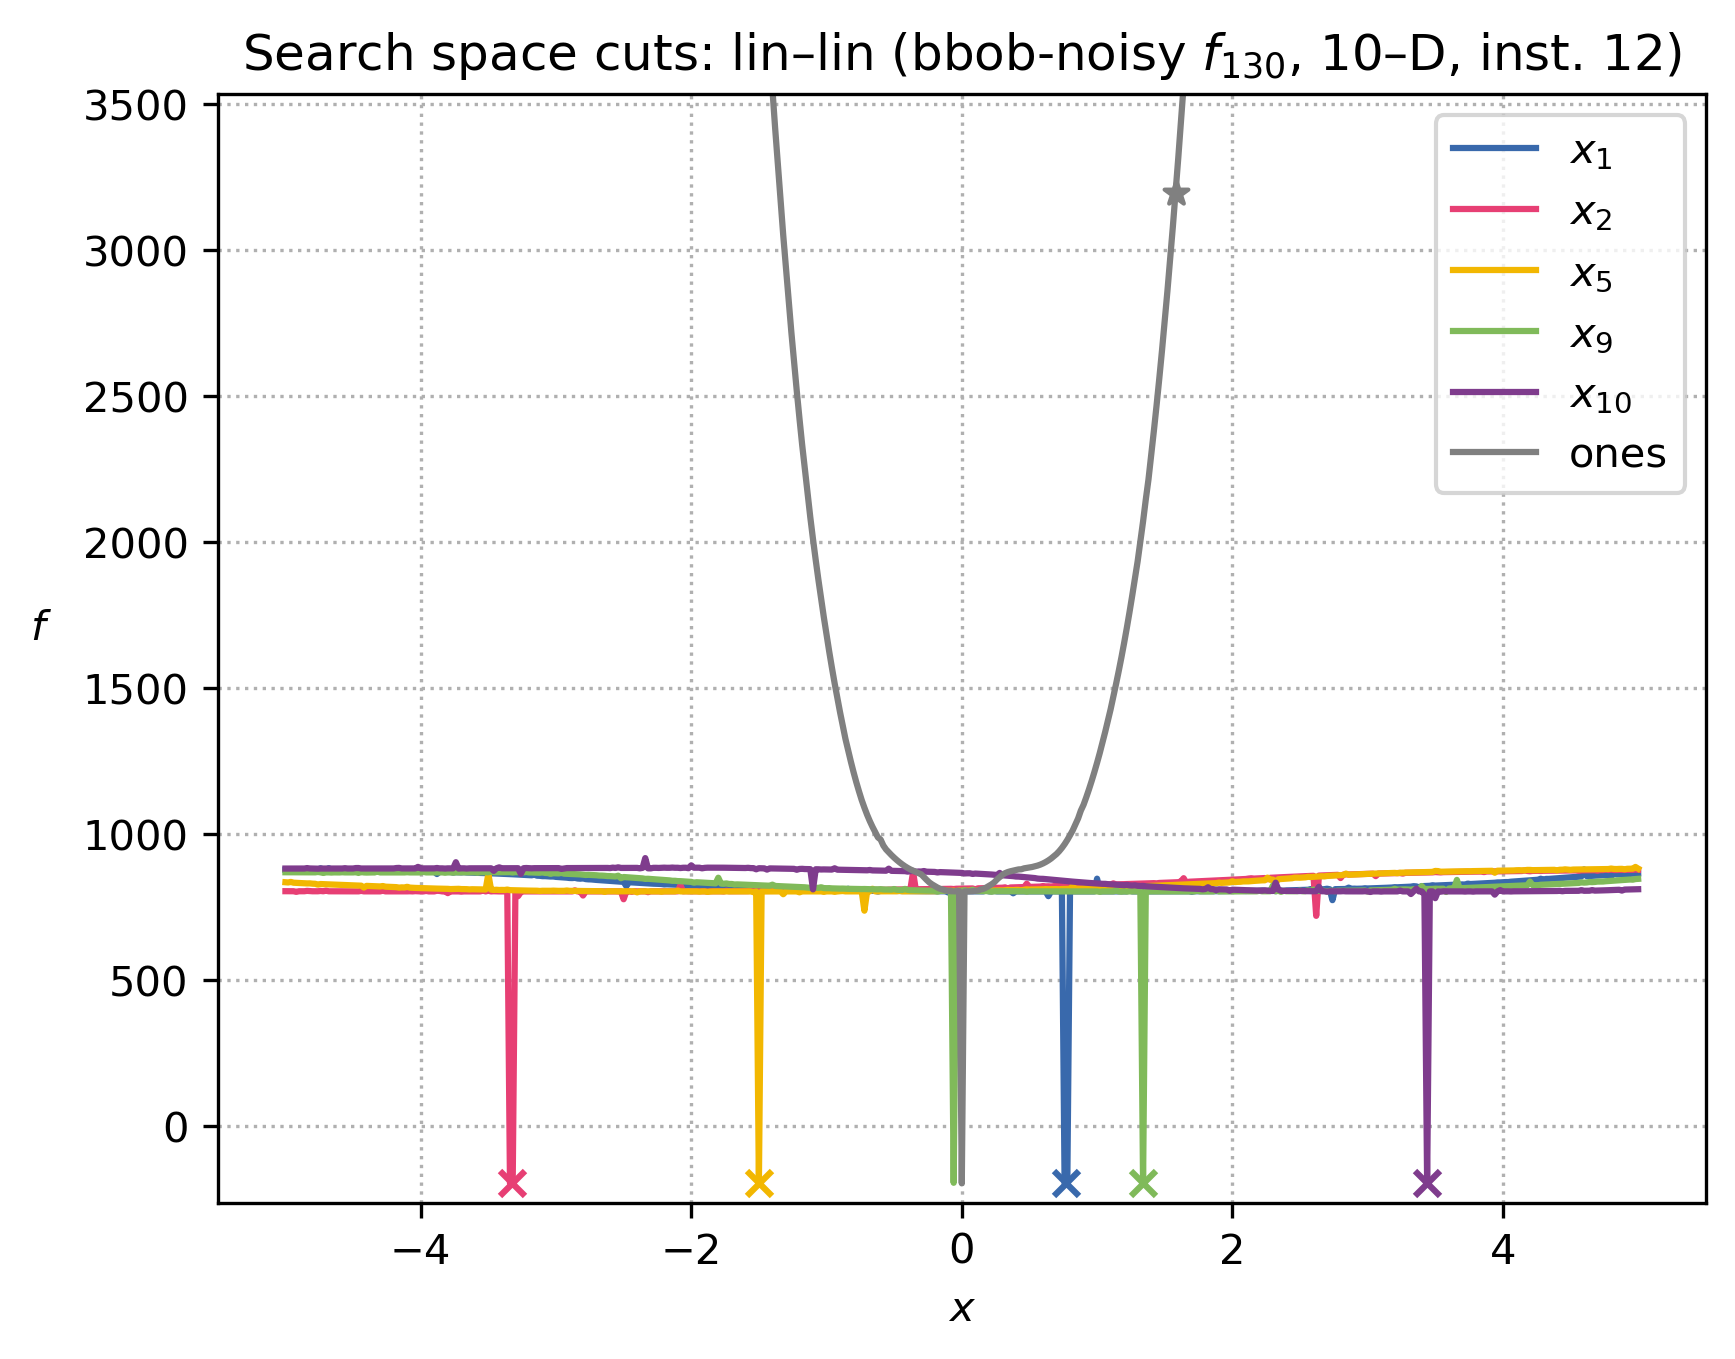 Search space cuts: lin–lin (bbob-noisy f₁₃₀, 10–D, inst. 12)
3500
3000
2500
2000
1500
1000
500
0
f
−4
−2
0
2
4
x
x₁
x₂
x₅
x₉
x₁₀
ones